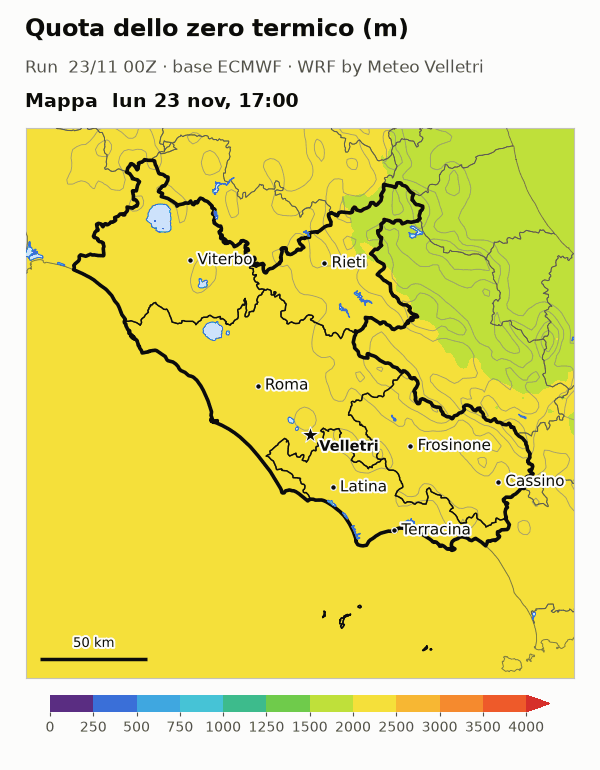 Quota dello zero termico (m)
Run  23/11 00Z · base ECMWF · WRF by Meteo Velletri
Mappa  lun 23 nov, 17:00
Viterbo
Rieti
Roma
Velletri
Frosinone
Cassino
Latina
Terracina
50 km
0 250 500 750 1000 1250 1500 2000 2500 3000 3500 4000